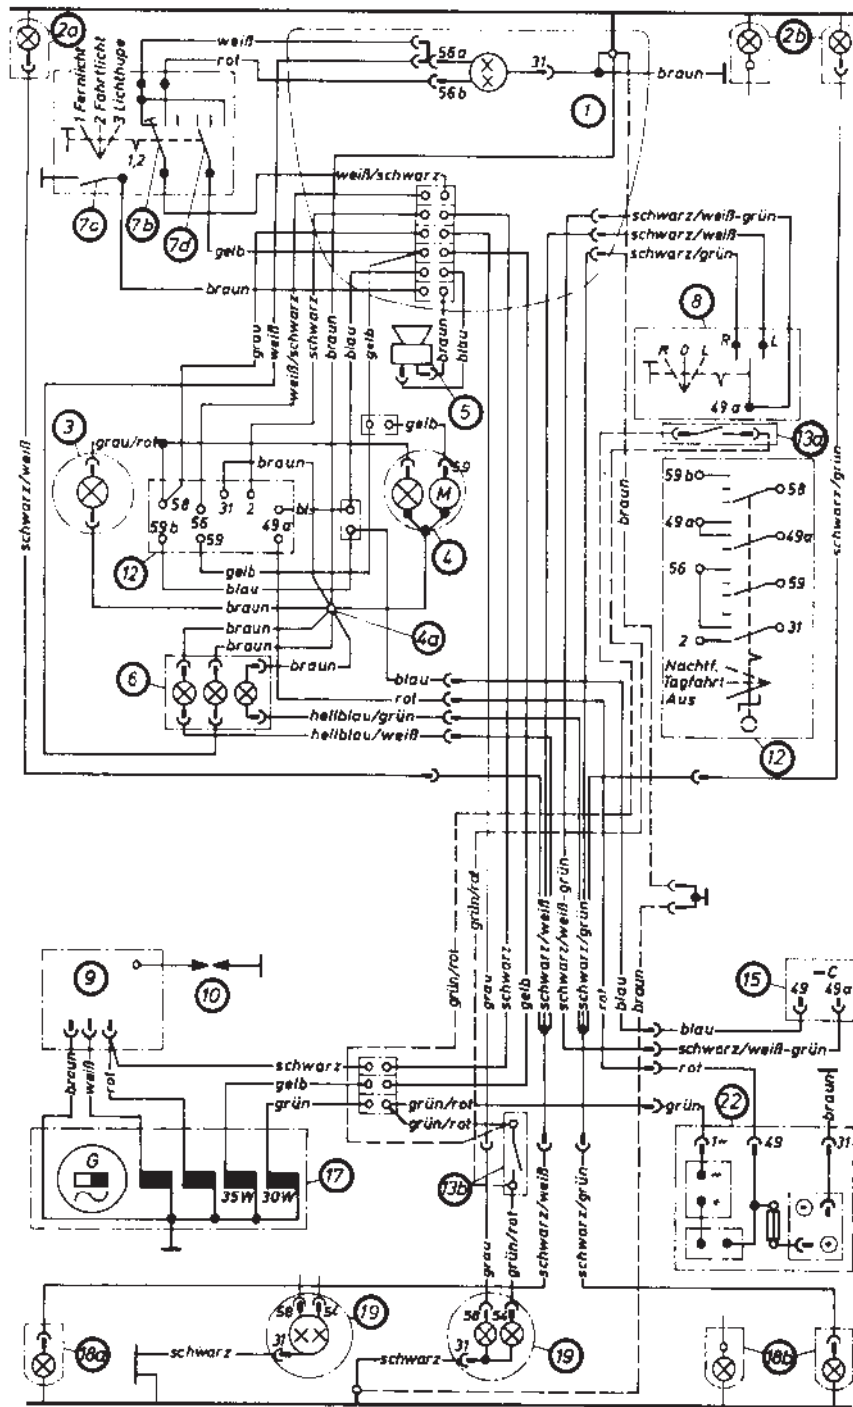 2a
weiß
56a
31
2b
rot
56b
braun
1
1 Fernlicht
2 Fahrtlicht
3 Lichthupe
1,2
7c
7b
7d
weiß/schwarz
gelb
braun
schwarz/weiß-grün
schwarz/weiß
schwarz/grün
8
R
L
R O L
49a
13a
grau
weiß
weiß/schwarz
schwarz
braun
blau
gelb
braun
blau
5
gelb
3
grau/rot
braun
59
M
4
58
56
31
2
49a
bls
59b
59
12
gelb
blau
braun
braun
4a
braun
6
blau
rot
hellblau/grün
hellblau/weiß
schwarz/weiß
schwarz/grün
braun
59b
58
49a
49a
56
59
2
31
Nachtf.
Tagfahrt
Aus
12
9
10
braun
weiß
rot
schwarz
gelb
grün
grün/rot
grün/rot
grau
schwarz
gelb
schwarz/weiß
schwarz/weiß-grün
schwarz/grün
rot
blau
braun
15
–C
49
49a
blau
schwarz/weiß-grün
rot
grün
22
braun
1~
49
31
~
+
–
+
G
35W
30W
17
grün/rot
grün/rot
13b
grau
grün/rot
schwarz/weiß
schwarz/grün
58
54
19
31
schwarz
18a
58
54
31
schwarz
19
18b